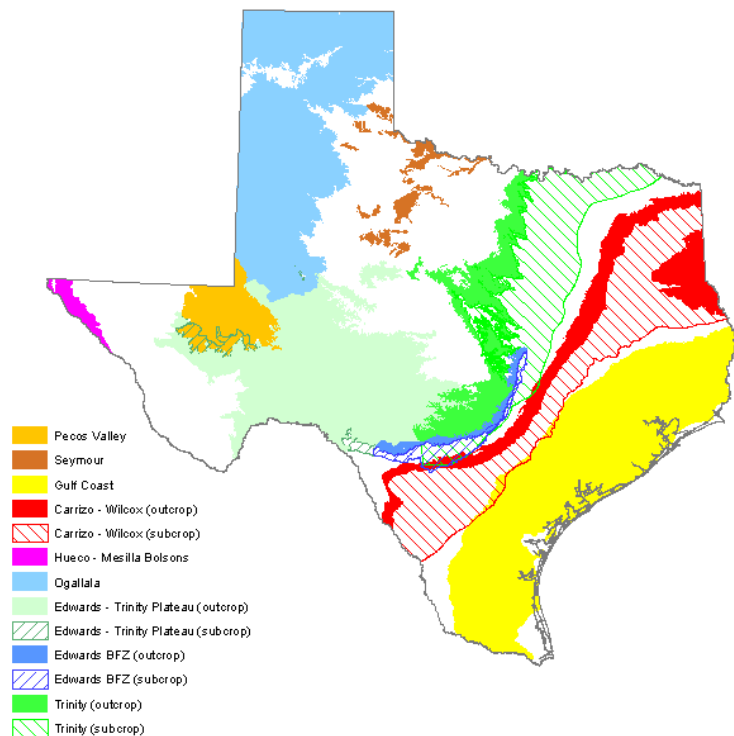 Pecos Valley
Seymour
Gulf Coast
Carrizo - Wilcox (outcrop)
Carrizo - Wilcox (subcrop)
Hueco - Mesilla Bolsons
Ogallala
Edwards - Trinity Plateau (outcrop)
Edwards - Trinity Plateau (subcrop)
Edwards BFZ (outcrop)
Edwards BFZ (subcrop)
Trinity (outcrop)
Trinity (subcrop)